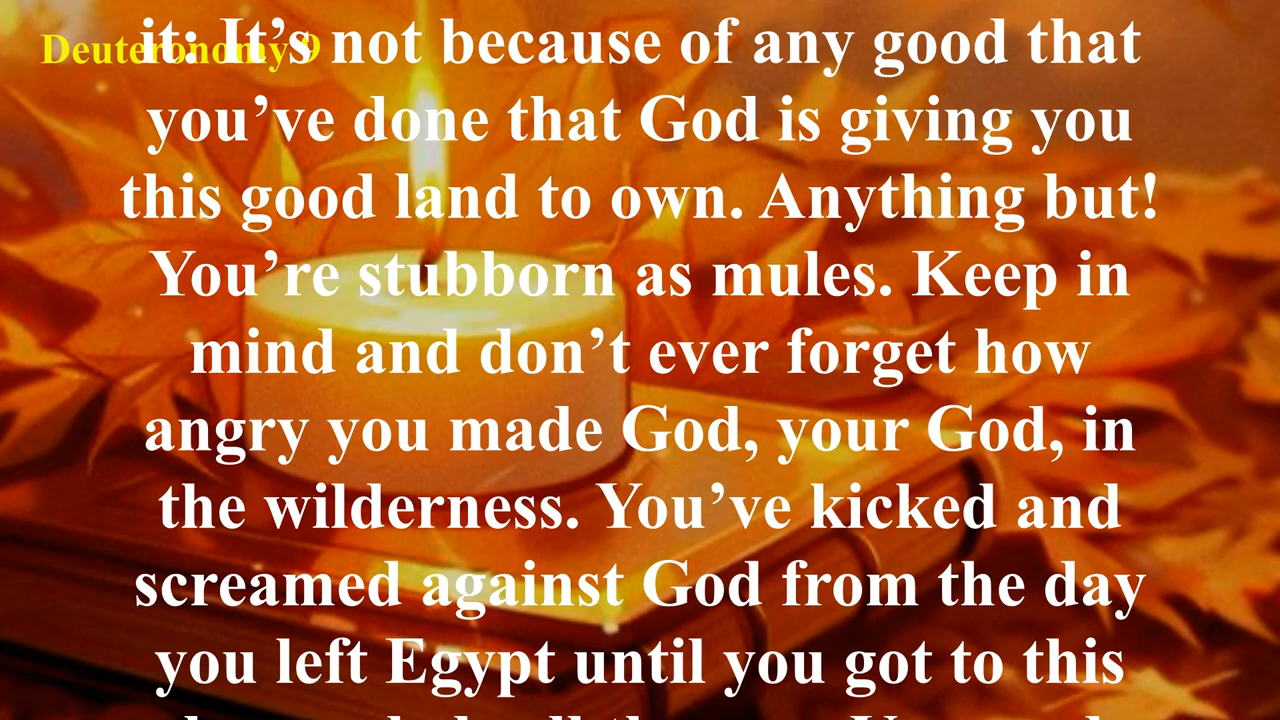 Deuteronomy 9
it: It’s not because of any good that
you’ve done that God is giving you
this good land to own. Anything but!
You’re stubborn as mules. Keep in
mind and don’t ever forget how
angry you made God, your God, in
the wilderness. You’ve kicked and
screamed against God from the day
you left Egypt until you got to this